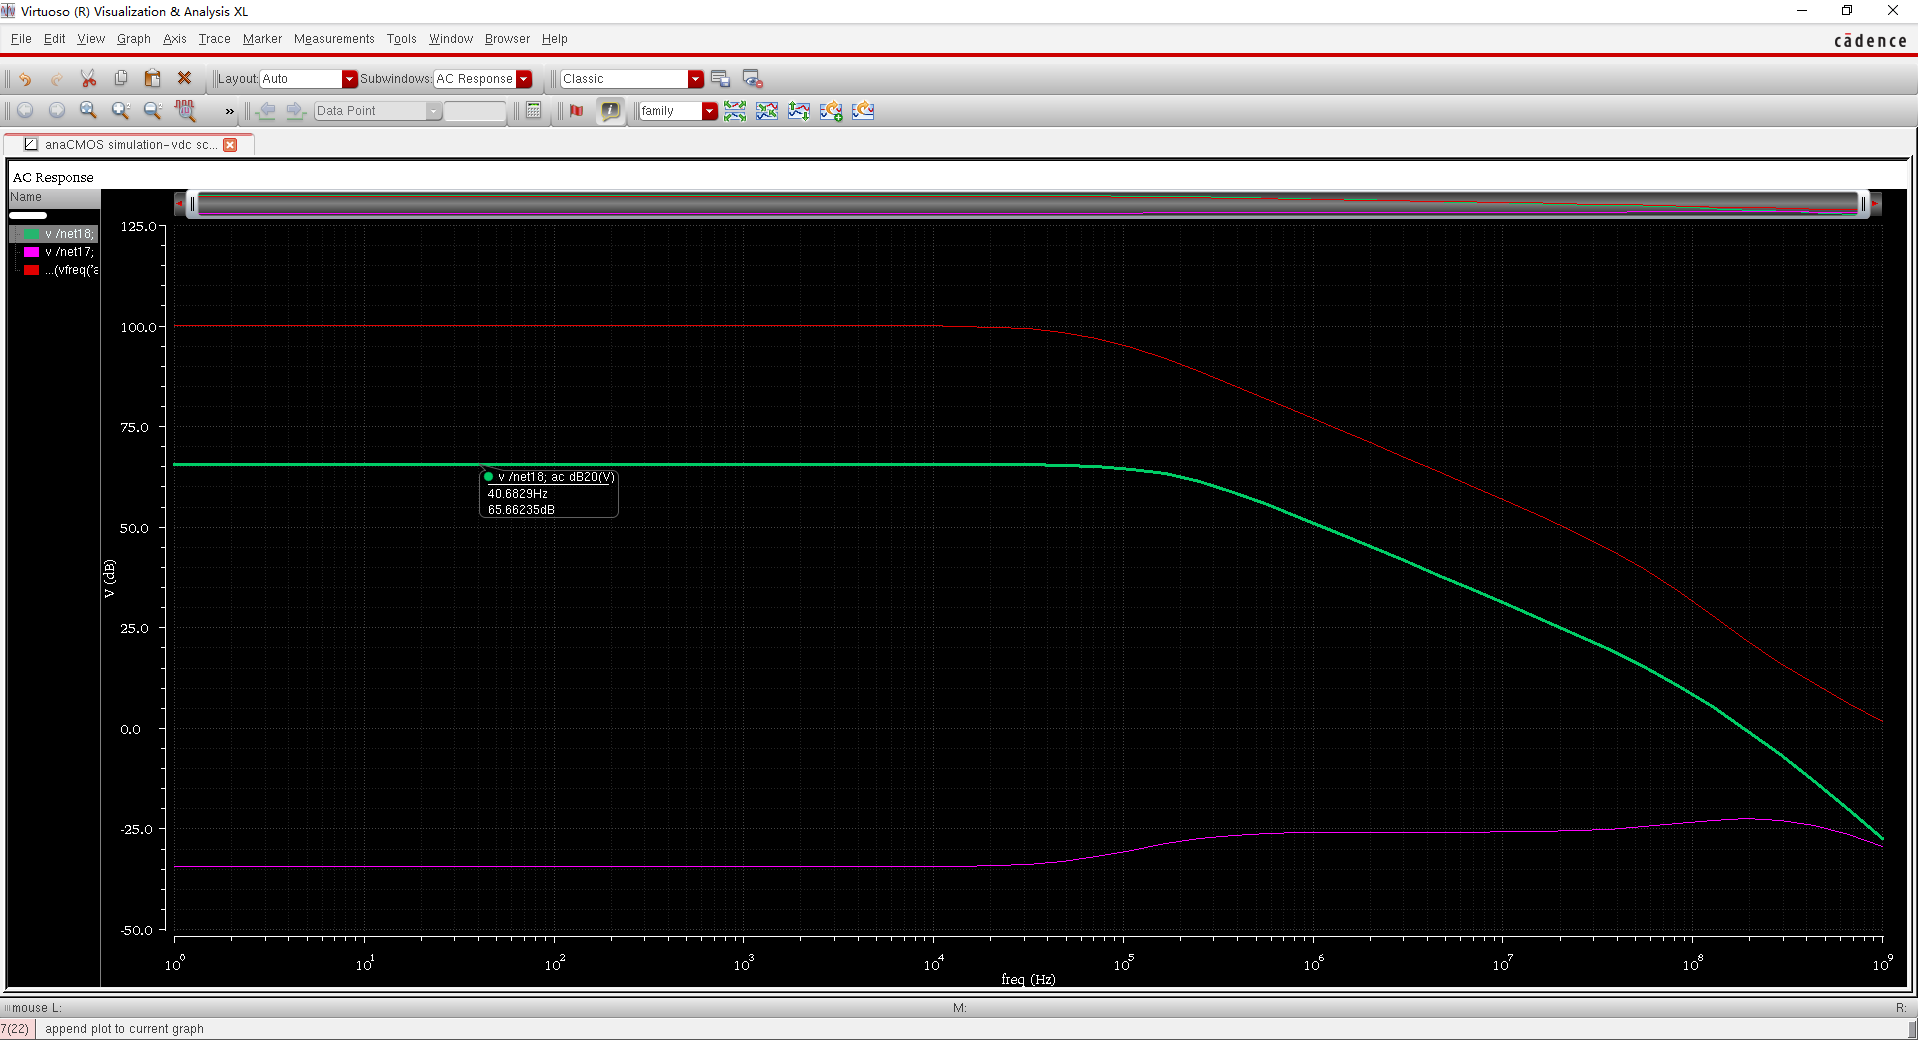 Virtuoso (R) Visualization & Analysis XL
File Edit View Graph Axis Trace Marker Measurements Tools Window Browser Help
cādence
Layout: Auto Subwindows: AC Response Classic
» Data Point family
anaCMOS simulation-vdc sc...
AC Response
Name
v /net18;
v /net17;
...(vfreq('a
125.0
100.0
75.0
50.0
25.0
0.0
-25.0
-50.0
V (dB)
v /net18; ac dB20(V)
40.6829Hz
65.66235dB
10^0 10^1 10^2 10^3 10^4 10^5 10^6 10^7 10^8 10^9
freq (Hz)
mouse L: M: R:
7(22) append plot to current graph